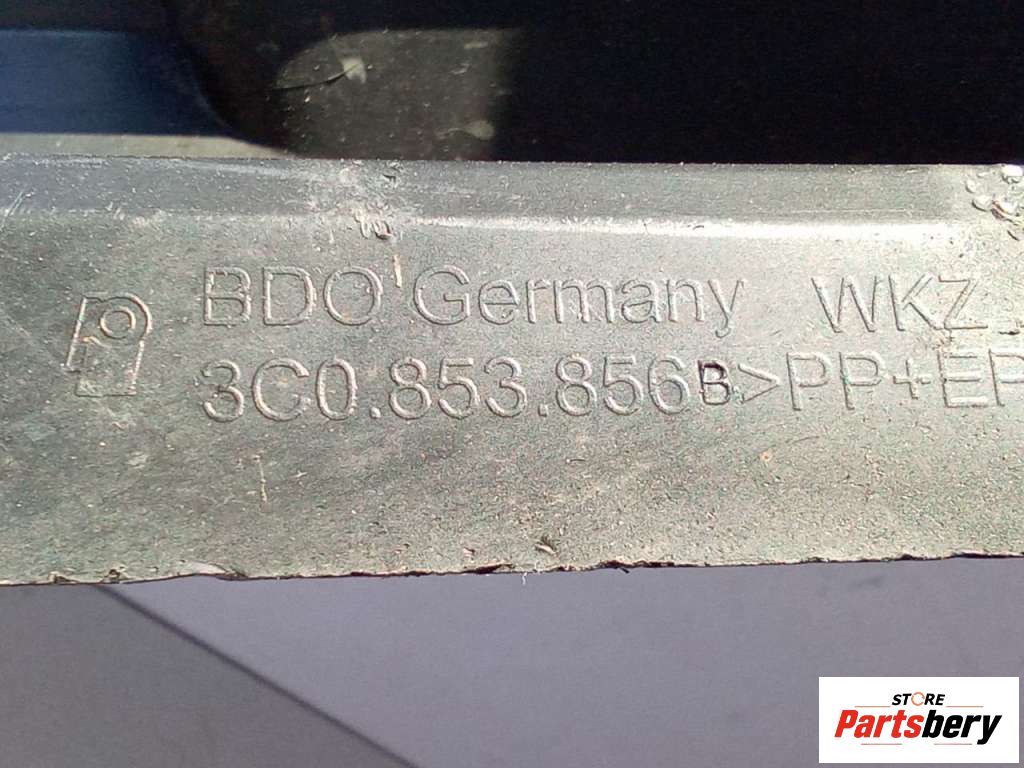 BDO Germany WKZ
3C0.853.856B >PP+EP
STORE
Partsbery